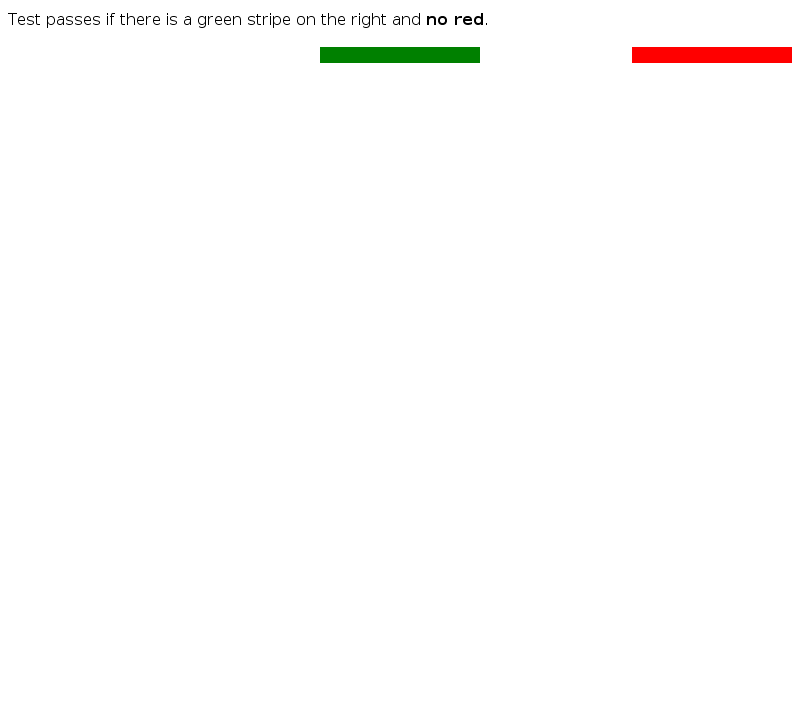 Test passes if there is a green stripe on the right and no red.